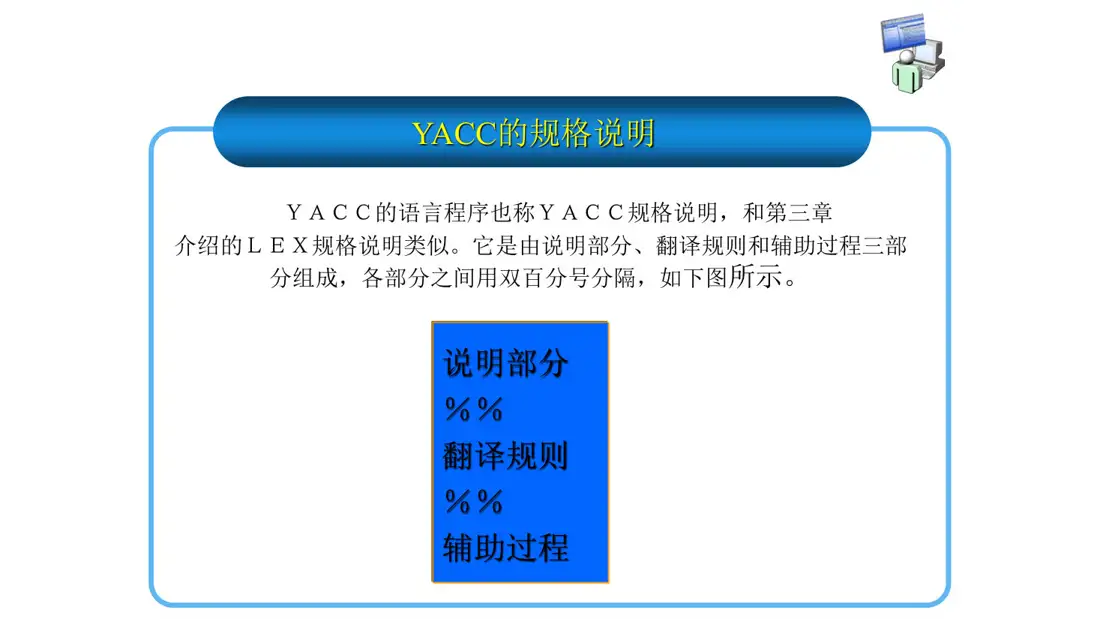 YACC的规格说明
ＹＡＣＣ的语言程序也称ＹＡＣＣ规格说明，和第三章
介绍的ＬＥＸ规格说明类似。它是由说明部分、翻译规则和辅助过程三部
分组成，各部分之间用双百分号分隔，如下图所示。
说明部分
％％
翻译规则
％％
辅助过程